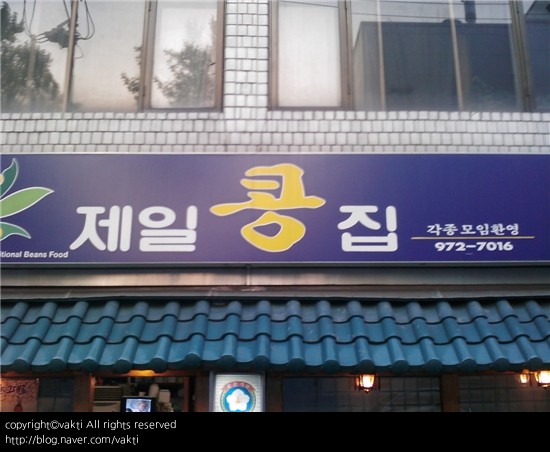 제일콩집
각종모임환영
972-7016
itional Beans Food
copyright©vakti All rights reserved
http://blog.naver.com/vakti